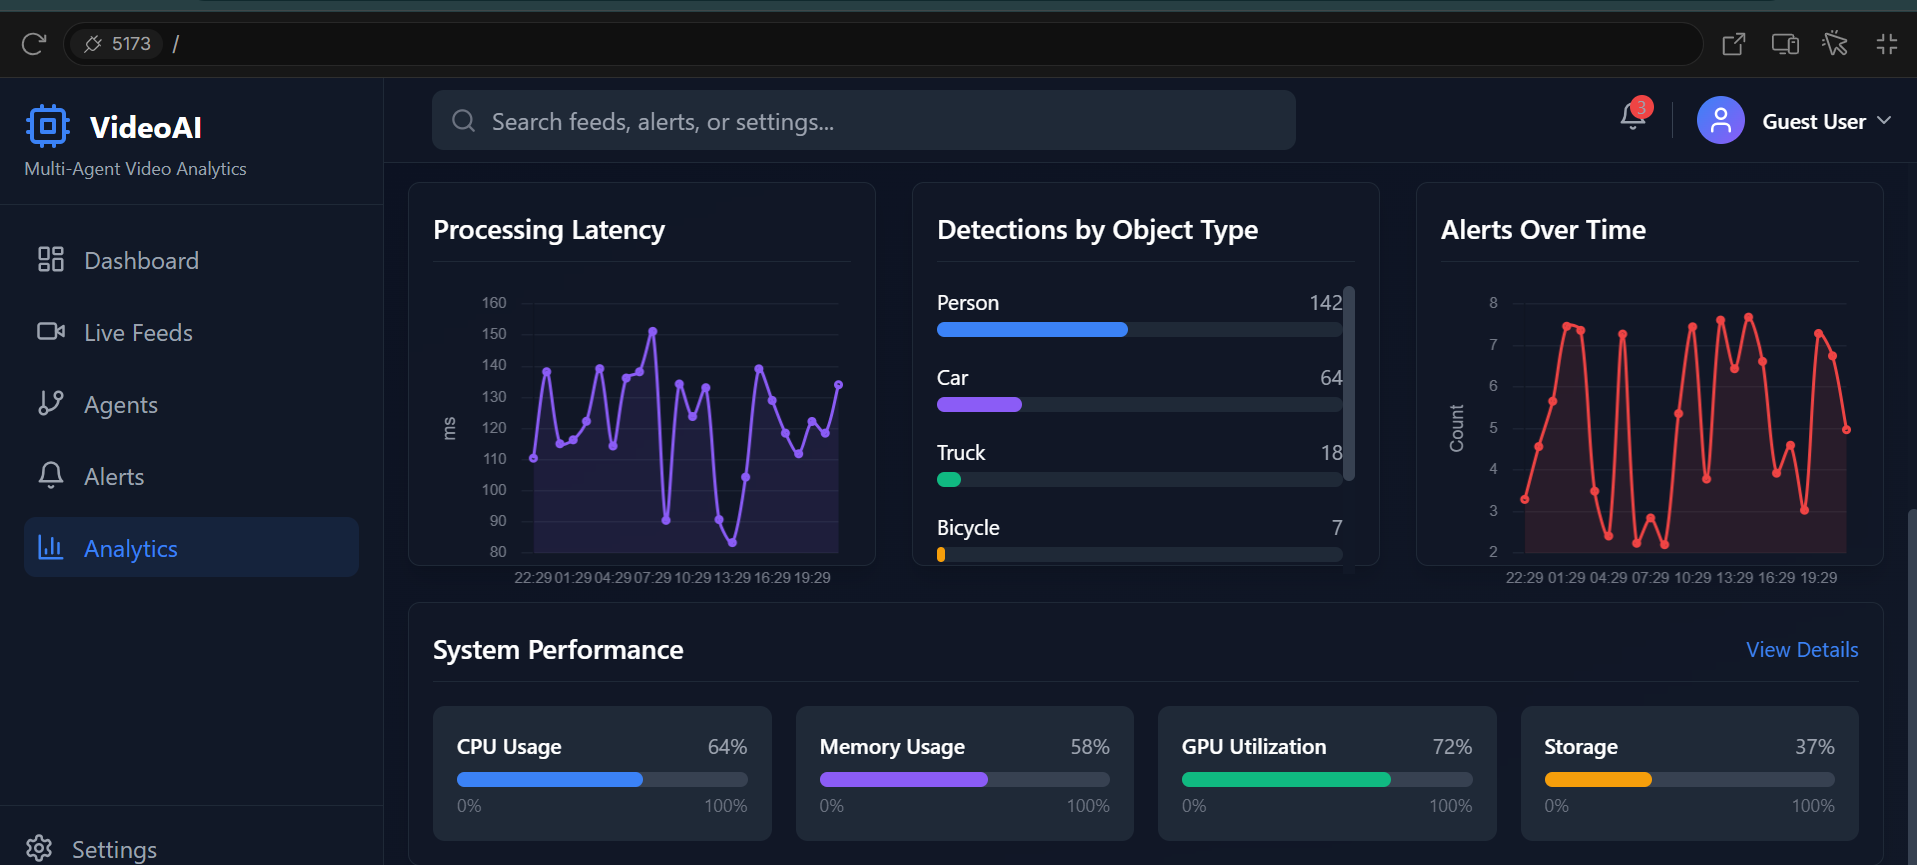 5173 /
VideoAI
Multi-Agent Video Analytics
Dashboard
Live Feeds
Agents
Alerts
Analytics
Settings
Search feeds, alerts, or settings...
3
Guest User
Processing Latency
160
150
140
130
120
110
100
90
80
ms
22:29 01:29 04:29 07:29 10:29 13:29 16:29 19:29
Detections by Object Type
Person 142
Car 64
Truck 18
Bicycle 7
Alerts Over Time
8
7
6
5
4
3
2
Count
22:29 01:29 04:29 07:29 10:29 13:29 16:29 19:29
System Performance
View Details
CPU Usage 64%
0% 100%
Memory Usage 58%
0% 100%
GPU Utilization 72%
0% 100%
Storage 37%
0% 100%